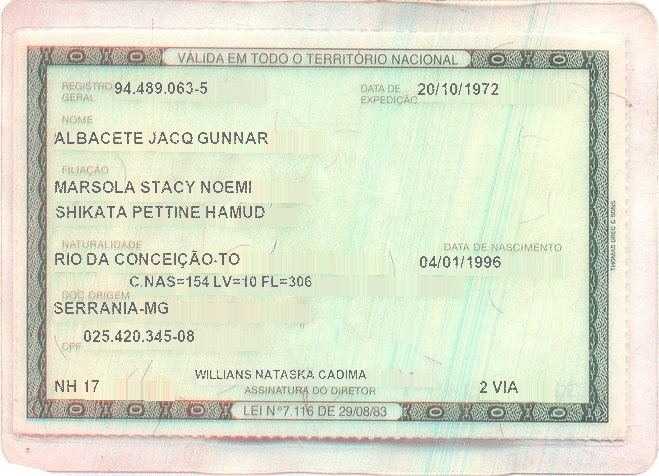 VÁLIDA EM TODO O TERRITÓRIO NACIONAL
REGISTRO GERAL 94.489.063-5 DATA DE EXPEDIÇÃO 20/10/1972
NOME
ALBACETE JACQ GUNNAR
FILIAÇÃO
MARSOLA STACY NOEMI
SHIKATA PETTINE HAMUD
NATURALIDADE DATA DE NASCIMENTO
RIO DA CONCEIÇÃO-TO 04/01/1996
C.NAS=154 LV=10 FL=306
DOC ORIGEM
SERRANIA-MG
025.420.345-08
CPF
WILLIANS NATASKA CADIMA
NH 17 ASSINATURA DO DIRETOR 2 VIA
LEI Nº7.116 DE 29/08/83
THOMAS GREG & SONS